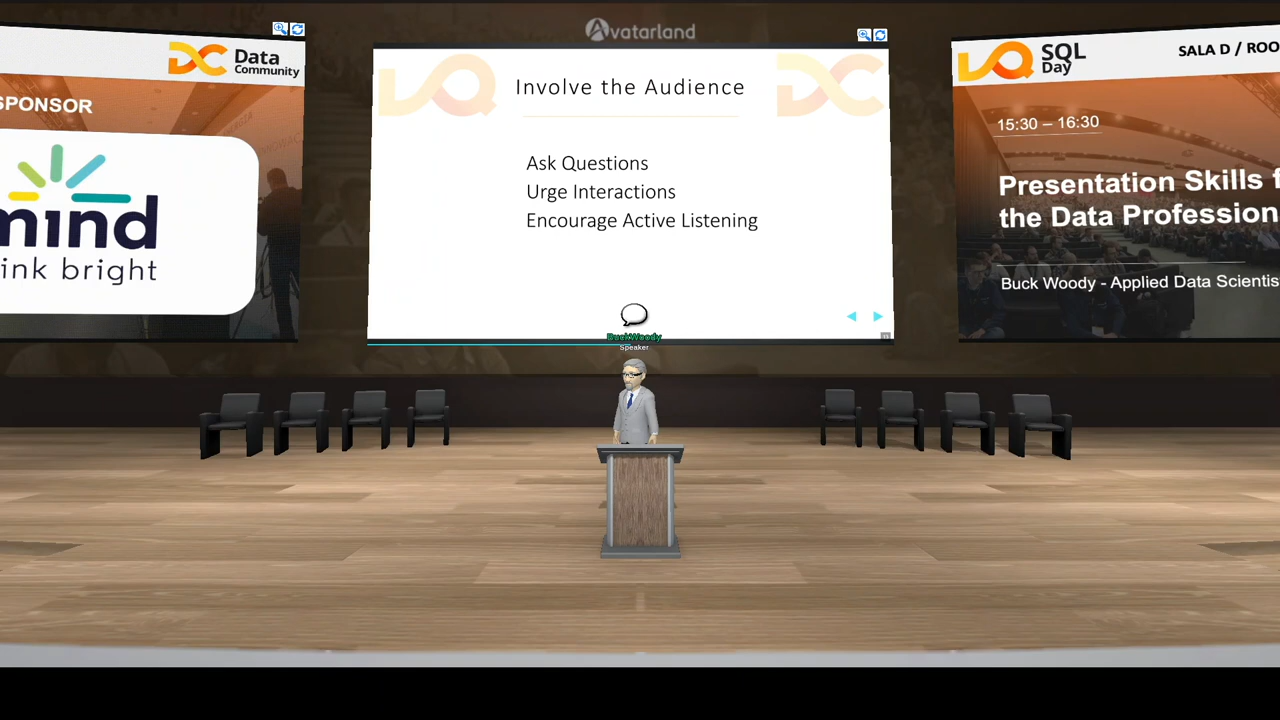 Avatarland
Data
Community
SPONSOR
mind
ink bright
Involve the Audience
Ask Questions
Urge Interactions
Encourage Active Listening
BuckWoody
Speaker
SQL
Day
SALA D / ROO
15:30 – 16:30
Presentation Skills f
the Data Profession
Buck Woody - Applied Data Scientis